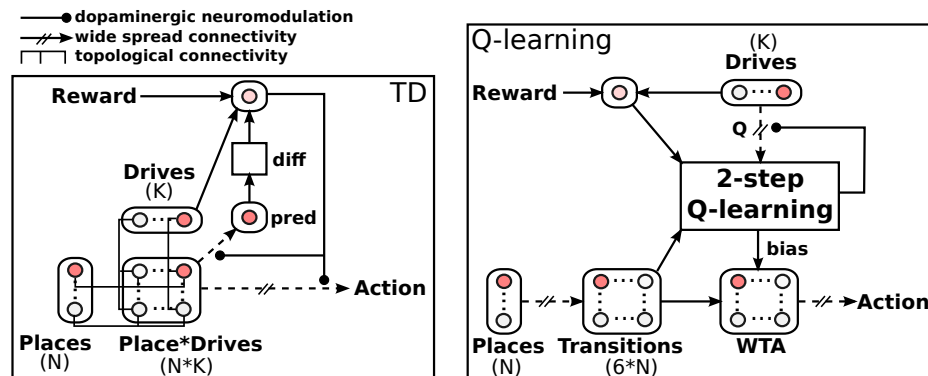 dopaminergic neuromodulation
wide spread connectivity
topological connectivity
TD
Reward
diff
Drives
(K)
pred
Action
Places
(N)
Place*Drives
(N*K)
Q-learning
(K)
Drives
Reward
Q
2-step
Q-learning
bias
Action
Places
(N)
Transitions
(6*N)
WTA